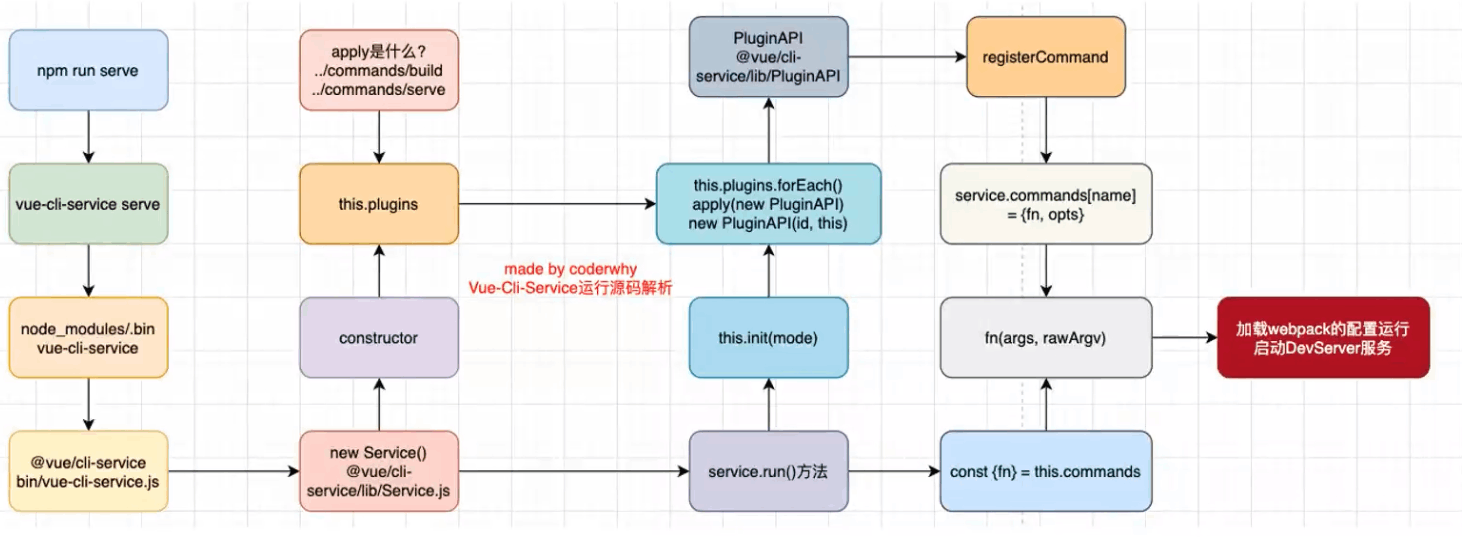 npm run serve
vue-cli-service serve
node_modules/.bin
vue-cli-service
@vue/cli-service
bin/vue-cli-service.js
apply是什么?
../commands/build
../commands/serve
this.plugins
constructor
new Service()
@vue/cli-
service/lib/Service.js
made by coderwhy
Vue-Cli-Service运行源码解析
PluginAPI
@vue/cli-
service/lib/PluginAPI
this.plugins.forEach()
apply(new PluginAPI)
new PluginAPI(id, this)
this.init(mode)
service.run()方法
registerCommand
service.commands[name]
= {fn, opts}
fn(args, rawArgv)
const {fn} = this.commands
加载webpack的配置运行
启动DevServer服务